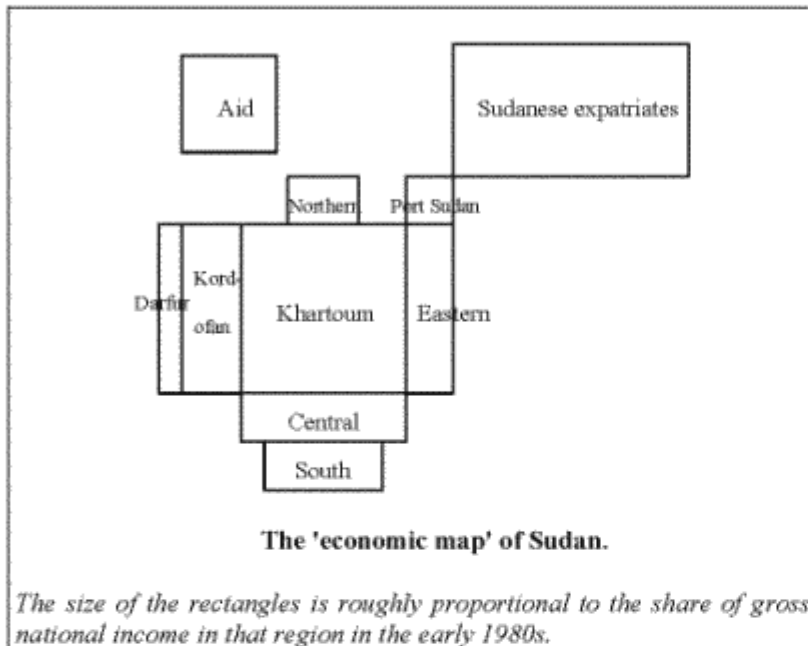 Aid
Sudanese expatriates
Northern
Port Sudan
Kord-
ofan
Darfur
Khartoum
Eastern
Central
South
The 'economic map' of Sudan.
The size of the rectangles is roughly proportional to the share of gross
national income in that region in the early 1980s.